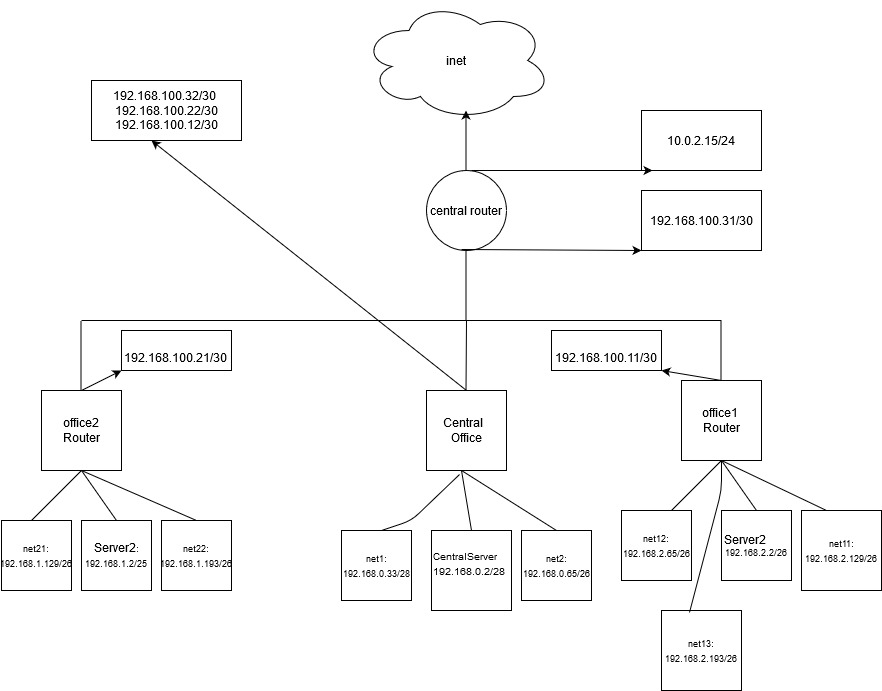 inet
192.168.100.32/30
192.168.100.22/30
192.168.100.12/30
10.0.2.15/24
central router
192.168.100.31/30
192.168.100.21/30
192.168.100.11/30
office2
Router
Central
Office
office1
Router
net21:
192.168.1.129/26
Server2:
192.168.1.2/25
net22:
192.168.1.193/26
net1:
192.168.0.33/28
CentralServer
192.168.0.2/28
net2:
192.168.0.65/26
net12:
192.168.2.65/26
Server2
192.168.2.2/26
net11:
192.168.2.129/26
net13:
192.168.2.193/26